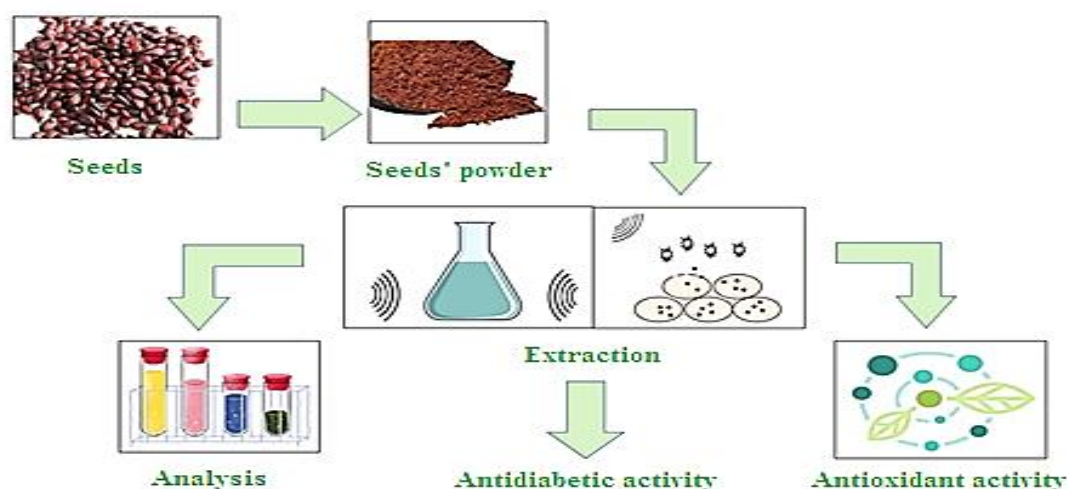 Seeds
Seeds' powder
Extraction
Analysis
Antidiabetic activity
Antioxidant activity